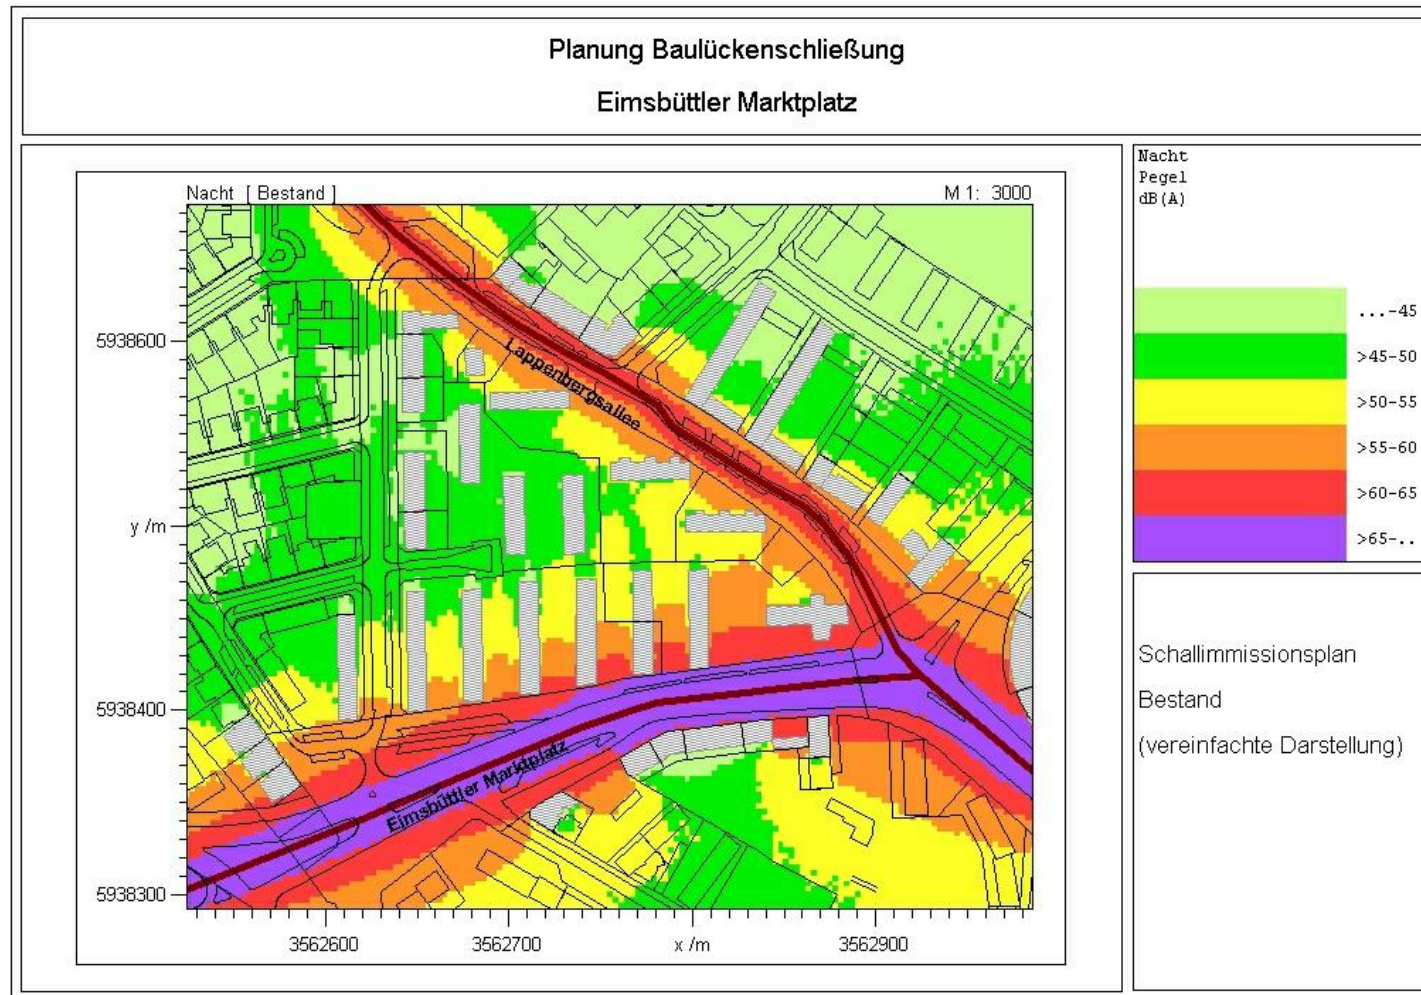 Planung Baulückenschließung
Eimsbüttler Marktplatz
Nacht [ Bestand ]
M 1: 3000
5938600
y /m
5938400
5938300
3562600
3562700
x /m
3562900
Lappenbergsallee
Eimsbüttler Marktplatz
Nacht
Pegel
dB(A)
...-45
>45-50
>50-55
>55-60
>60-65
>65-..
Schallimmissionsplan
Bestand
(vereinfachte Darstellung)